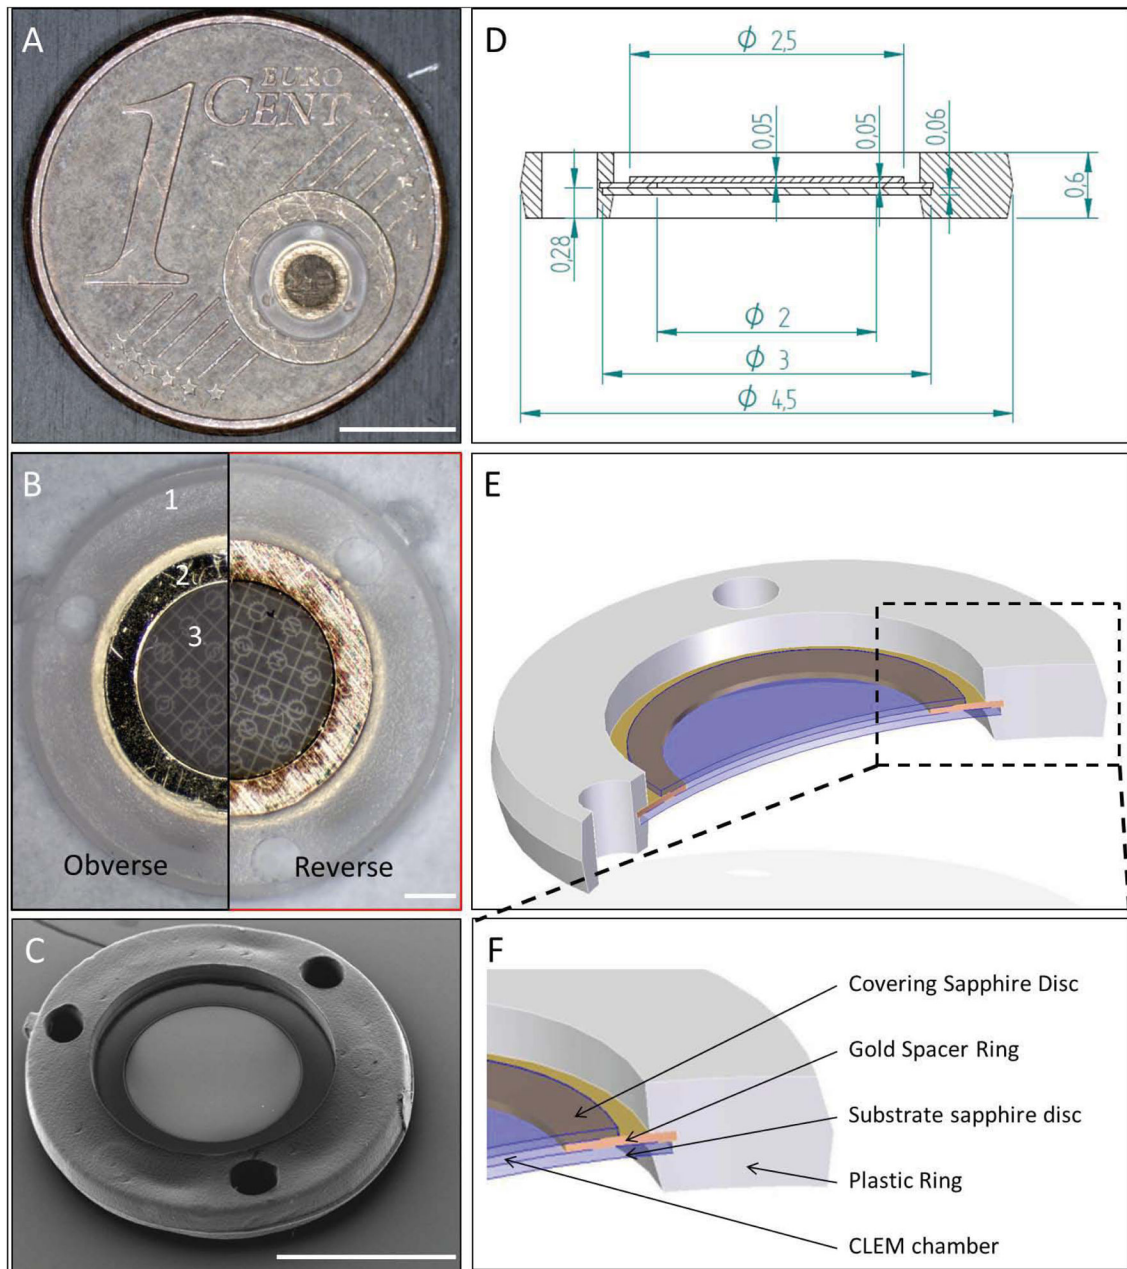 A
1
EURO
CENT
B
1
2
3
Obverse
Reverse
C
D
ϕ 2,5
0,05
0,05
0,06
0,6
0,28
ϕ 2
ϕ 3
ϕ 4,5
E
F
Covering Sapphire Disc
Gold Spacer Ring
Substrate sapphire disc
Plastic Ring
CLEM chamber